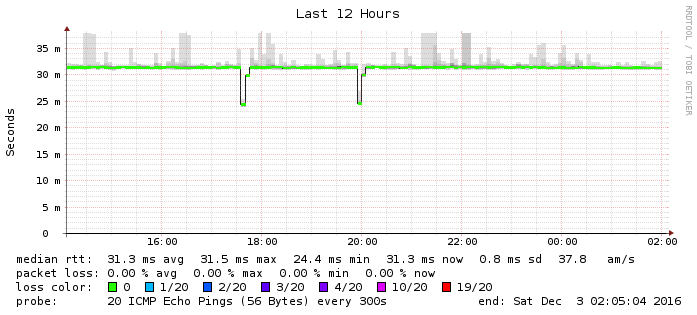 Last 12 Hours
RRDTOOL / TOBI OETIKER
Seconds
35 m
30 m
25 m
20 m
15 m
10 m
5 m
0
16:00 18:00 20:00 22:00 00:00 02:00
median rtt: 31.3 ms avg 31.5 ms max 24.4 ms min 31.3 ms now 0.8 ms sd 37.8 am/s
packet loss: 0.00 % avg 0.00 % max 0.00 % min 0.00 % now
loss color: 0 1/20 2/20 3/20 4/20 10/20 19/20
probe: 20 ICMP Echo Pings (56 Bytes) every 300s end: Sat Dec 3 02:05:04 2016